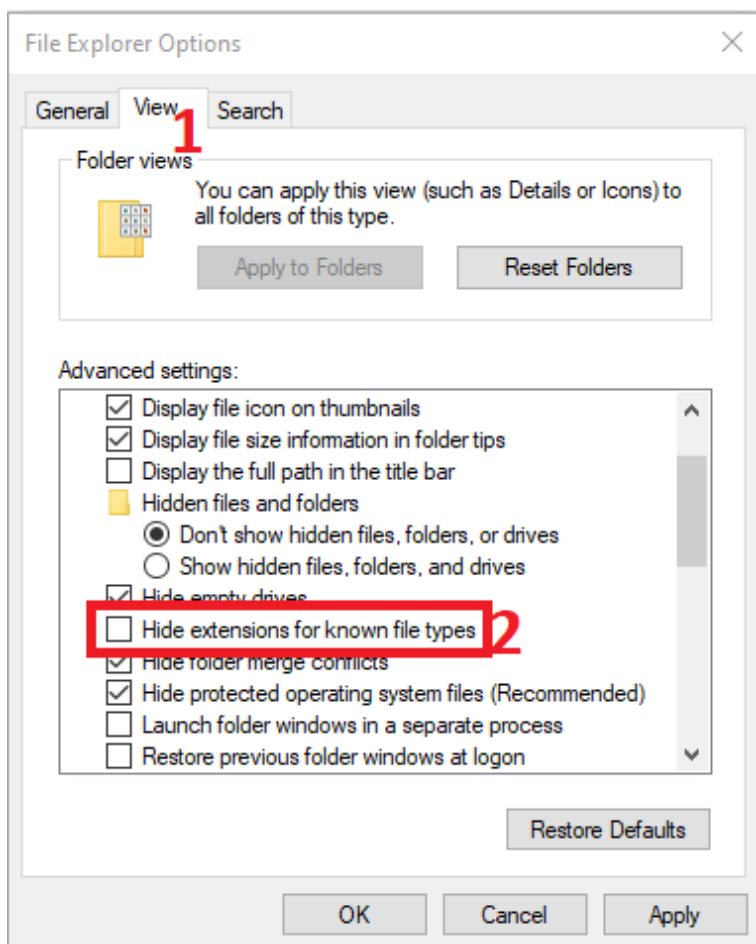 File Explorer Options
General View Search
1
Folder views
You can apply this view (such as Details or Icons) to
all folders of this type.
Apply to Folders Reset Folders
Advanced settings:
Display file icon on thumbnails
Display file size information in folder tips
Display the full path in the title bar
Hidden files and folders
Don't show hidden files, folders, or drives
Show hidden files, folders, and drives
Hide empty drives
Hide extensions for known file types 2
Hide folder merge conflicts
Hide protected operating system files (Recommended)
Launch folder windows in a separate process
Restore previous folder windows at logon
Restore Defaults
OK Cancel Apply